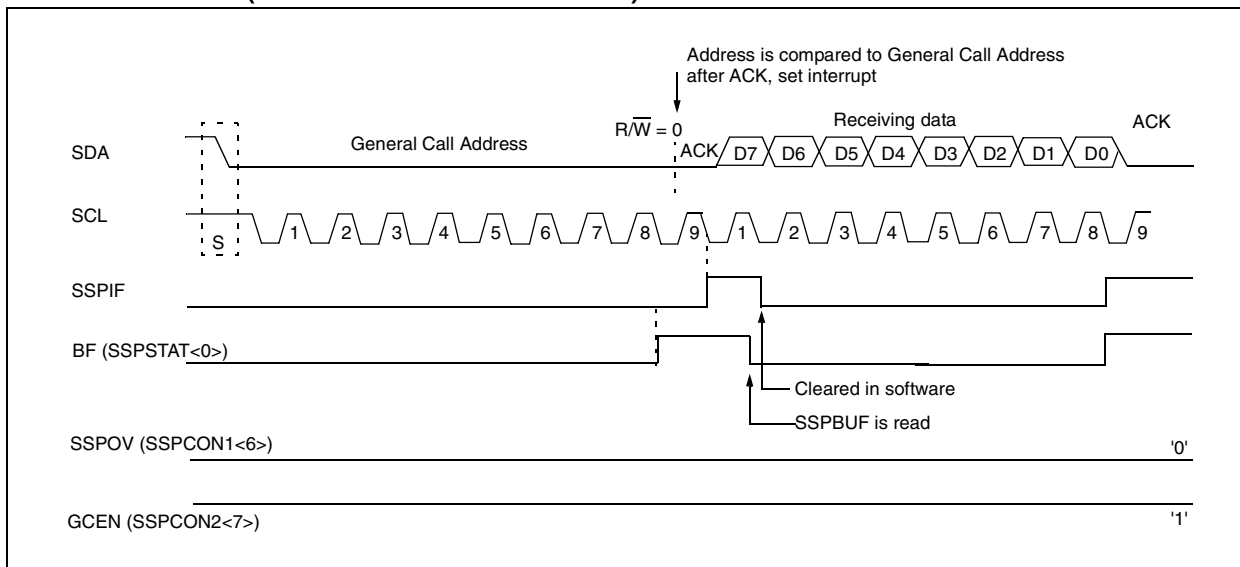 Address is compared to General Call Address
after ACK, set interrupt
R/W̅ = 0
Receiving data
ACK
General Call Address
SDA
ACK
D7
D6
D5
D4
D3
D2
D1
D0
SCL
S
1
2
3
4
5
6
7
8
9
1
2
3
4
5
6
7
8
9
SSPIF
BF (SSPSTAT<0>)
Cleared in software
SSPBUF is read
SSPOV (SSPCON1<6>)
'0'
GCEN (SSPCON2<7>)
'1'